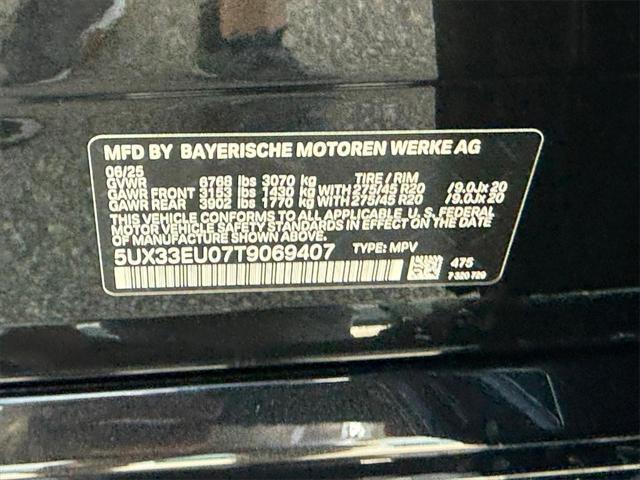 MFD BY BAYERISCHE MOTOREN WERKE AG
06/25
GVWR 6768 lbs 3070 kg TIRE / RIM
GAWR FRONT 3153 lbs 1430 kg WITH 275/45 R20 /9.0Jx20
GAWR REAR 3902 lbs 1770 kg WITH 275/45 R20 /9.0Jx20
THIS VEHICLE CONFORMS TO ALL APPLICABLE U. S. FEDERAL
MOTOR VEHICLE SAFETY STANDARDS IN EFFECT ON THE DATE
OF MANUFACTURE SHOWN ABOVE.
5UX33EU07T9069407 TYPE: MPV
475
7 320 720